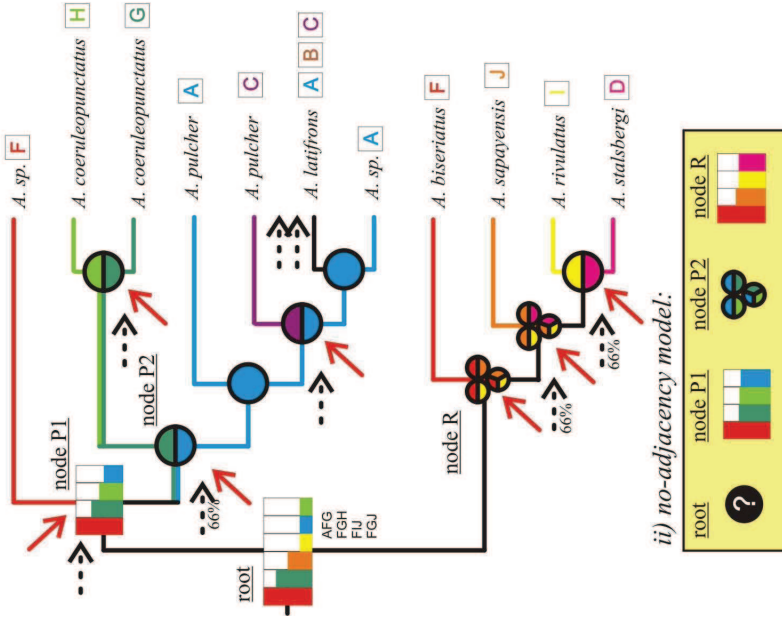 A. sp. F
A. coeruleopunctatus H
A. coeruleopunctatus G
A. pulcher A
A. pulcher C
A. latifrons A B C
A. sp. A
A. biseriatus F
A. sapayensis J
A. rivulatus I
A. stalsbergi D
node P1
node P2
66%
root
AFG
FGH
FIJ
FGJ
node R
66%
66%
ii) no-adjacency model:
root
node P1
node P2
node R
?